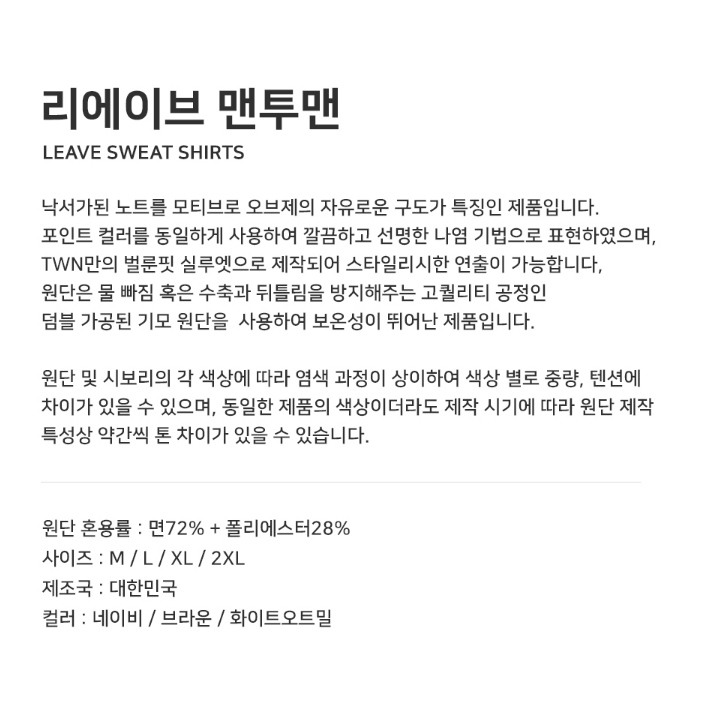 리에이브 맨투맨
LEAVE SWEAT SHIRTS
낙서가된 노트를 모티브로 오브제의 자유로운 구도가 특징인 제품입니다.
포인트 컬러를 동일하게 사용하여 깔끔하고 선명한 나염 기법으로 표현하였으며,
TWN만의 벌룬핏 실루엣으로 제작되어 스타일리시한 연출이 가능합니다,
원단은 물 빠짐 혹은 수축과 뒤틀림을 방지해주는 고퀄리티 공정인
덤블 가공된 기모 원단을  사용하여 보온성이 뛰어난 제품입니다.
원단 및 시보리의 각 색상에 따라 염색 과정이 상이하여 색상 별로 중량, 텐션에
차이가 있을 수 있으며, 동일한 제품의 색상이더라도 제작 시기에 따라 원단 제작
특성상 약간씩 톤 차이가 있을 수 있습니다.
원단 혼용률 : 면72% + 폴리에스터28%
사이즈 : M / L / XL / 2XL
제조국 : 대한민국
컬러 : 네이비 / 브라운 / 화이트오트밀